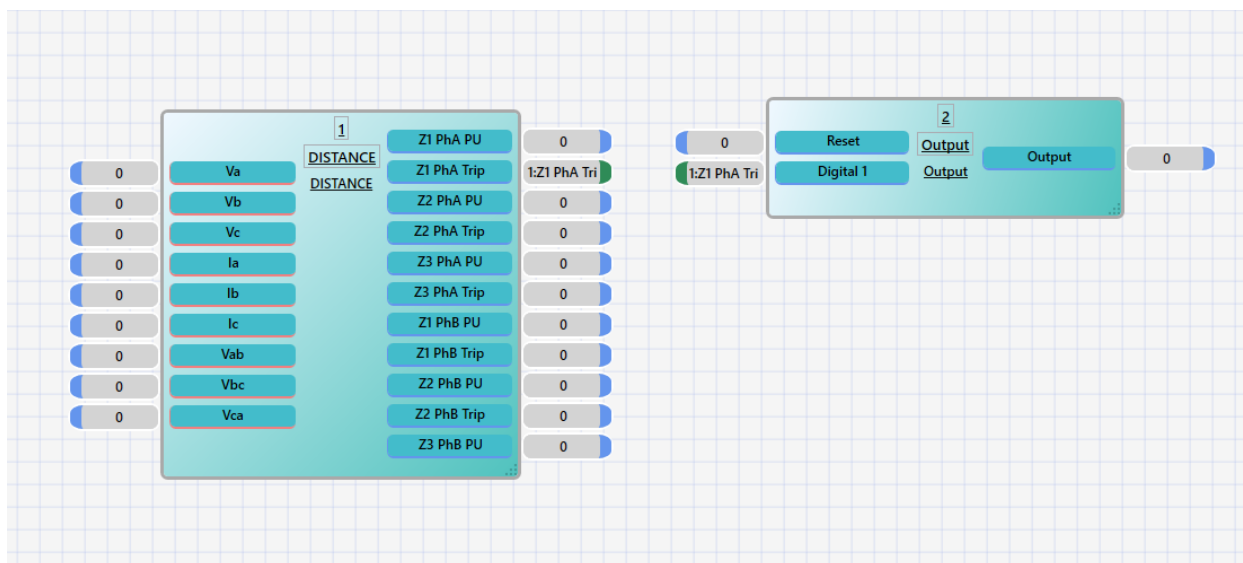 1
DISTANCE
DISTANCE
0 Va
0 Vb
0 Vc
0 Ia
0 Ib
0 Ic
0 Vab
0 Vbc
0 Vca
Z1 PhA PU 0
Z1 PhA Trip 1:Z1 PhA Tri
Z2 PhA PU 0
Z2 PhA Trip 0
Z3 PhA PU 0
Z3 PhA Trip 0
Z1 PhB PU 0
Z1 PhB Trip 0
Z2 PhB PU 0
Z2 PhB Trip 0
Z3 PhB PU 0
2
Output
Output
0 Reset
1:Z1 PhA Tri Digital 1
Output 0